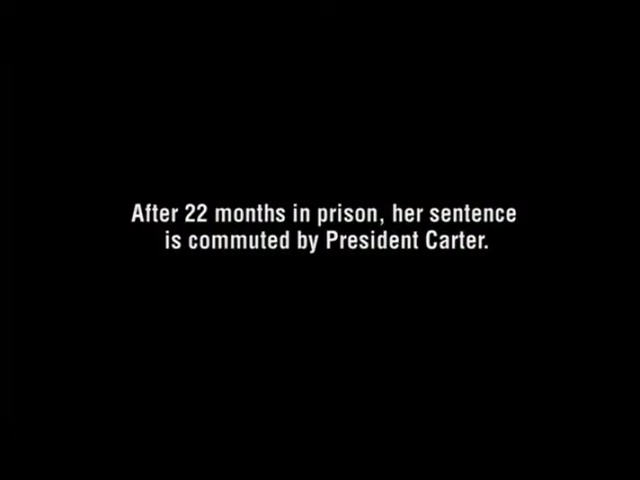 After 22 months in prison, her sentence
is commuted by President Carter.